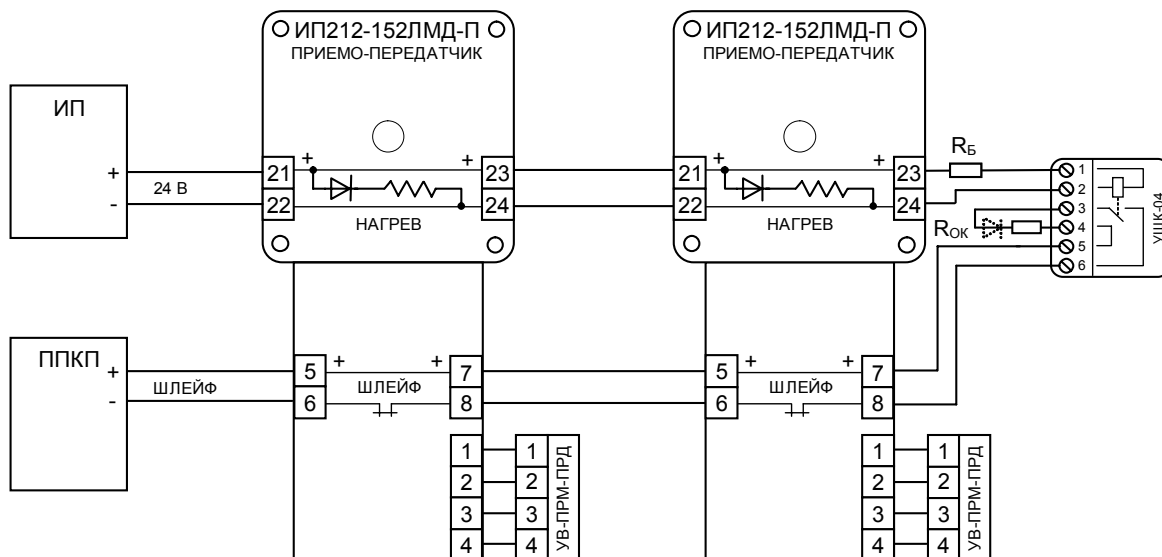 ИП212-152ЛМД-П
ПРИЕМО-ПЕРЕДАТЧИК
ИП212-152ЛМД-П
ПРИЕМО-ПЕРЕДАТЧИК
ИП
+
-
24 В
21
22
+
+
23
24
НАГРЕВ
21
22
+
+
23
24
НАГРЕВ
RБ
RОК
1
2
3
4
5
6
УШК-04
ППКП
+
-
ШЛЕЙФ
5
6
+
+
ШЛЕЙФ
7
8
5
6
+
+
ШЛЕЙФ
7
8
1
2
3
4
1
2
3
4
УВ-ПРМ-ПРД
1
2
3
4
1
2
3
4
УВ-ПРМ-ПРД